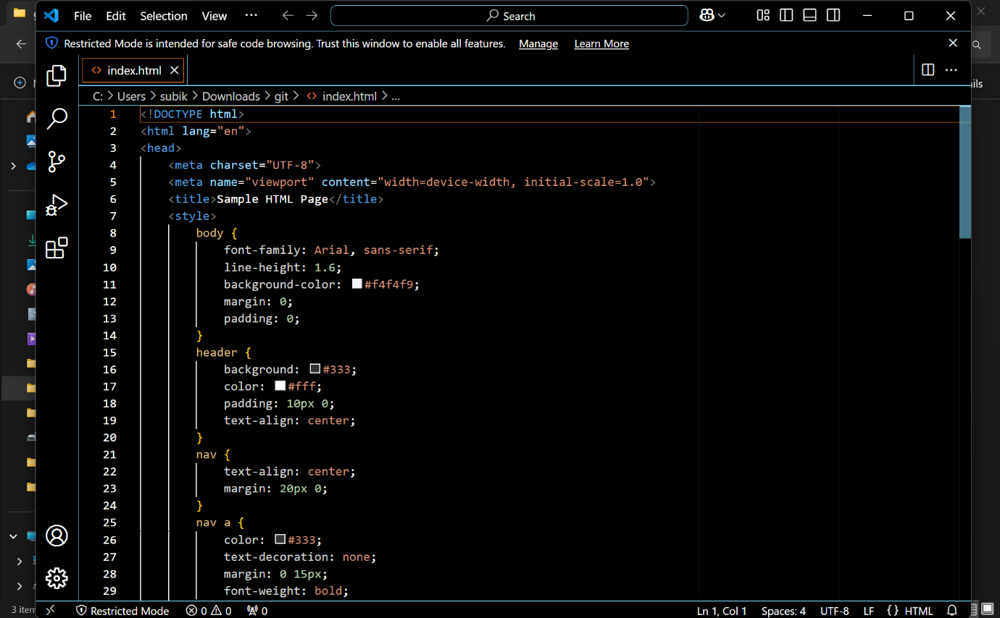 File Edit Selection View ... Search
Restricted Mode is intended for safe code browsing. Trust this window to enable all features. Manage Learn More
index.html
C: > Users > subik > Downloads > git > index.html > ...
1 <!DOCTYPE html>
2 <html lang="en">
3 <head>
4 <meta charset="UTF-8">
5 <meta name="viewport" content="width=device-width, initial-scale=1.0">
6 <title>Sample HTML Page</title>
7 <style>
8 body {
9 font-family: Arial, sans-serif;
10 line-height: 1.6;
11 background-color: #f4f4f9;
12 margin: 0;
13 padding: 0;
14 }
15 header {
16 background: #333;
17 color: #fff;
18 padding: 10px 0;
19 text-align: center;
20 }
21 nav {
22 text-align: center;
23 margin: 20px 0;
24 }
25 nav a {
26 color: #333;
27 text-decoration: none;
28 margin: 0 15px;
29 font-weight: bold;
3 item
Restricted Mode 0 0 0 Ln 1, Col 1 Spaces: 4 UTF-8 LF {} HTML